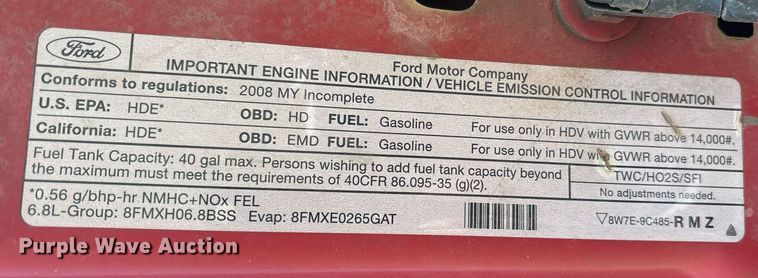 Ford
Ford Motor Company
IMPORTANT ENGINE INFORMATION / VEHICLE EMISSION CONTROL INFORMATION
Conforms to regulations: 2008 MY Incomplete
U.S. EPA: HDE* OBD: HD FUEL: Gasoline For use only in HDV with GVWR above 14,000#.
California: HDE* OBD: EMD FUEL: Gasoline For use only in HDV with GVWR above 14,000#.
Fuel Tank Capacity: 40 gal max. Persons wishing to add fuel tank capacity beyond
the maximum must meet the requirements of 40CFR 86.095-35 (g)(2).
TWC/HO2S/SFI
No adjustments needed.
*0.56 g/bhp-hr NMHC+NOx FEL
6.8L-Group: 8FMXH06.8BSS Evap: 8FMXE0265GAT
8W7E-9C485-RMZ
Purple Wave Auction